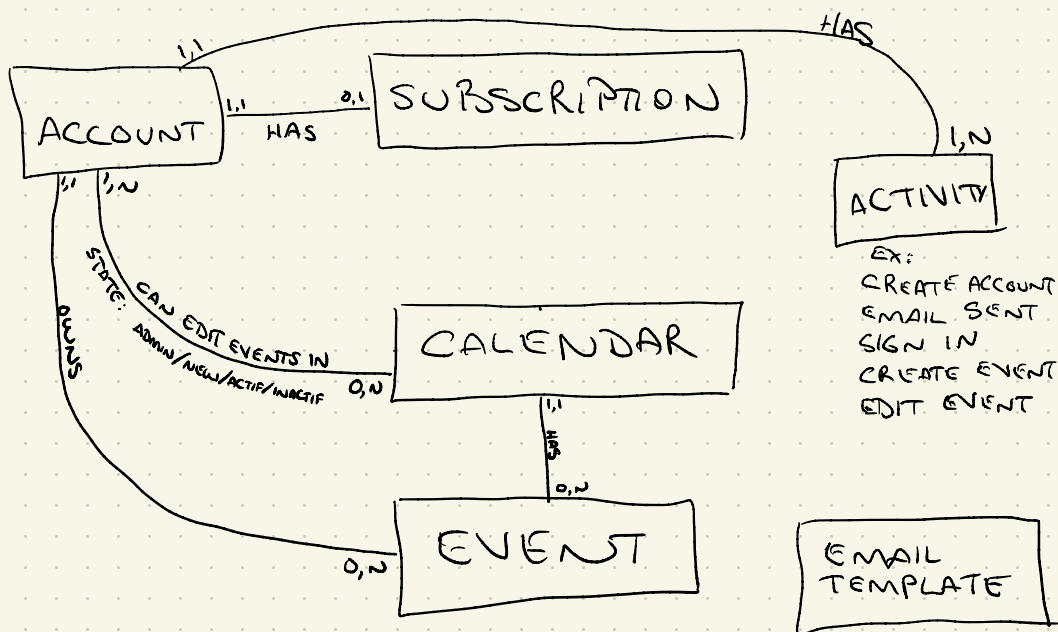 HAS
1,1
SUBSCRIPTION
ACCOUNT
1,1
0,1
HAS
1,N
ACTIVITY
EX:
CREATE ACCOUNT
EMAIL SENT
SIGN IN
CREATE EVENT
EDIT EVENT
1,1
1,N
CAN EDIT EVENTS IN
STATE:
ADMIN/NEW/ACTIF/INACTIF
0,N
OWNS
CALENDAR
1,1
HAS
0,N
EVENT
0,N
EMAIL
TEMPLATE